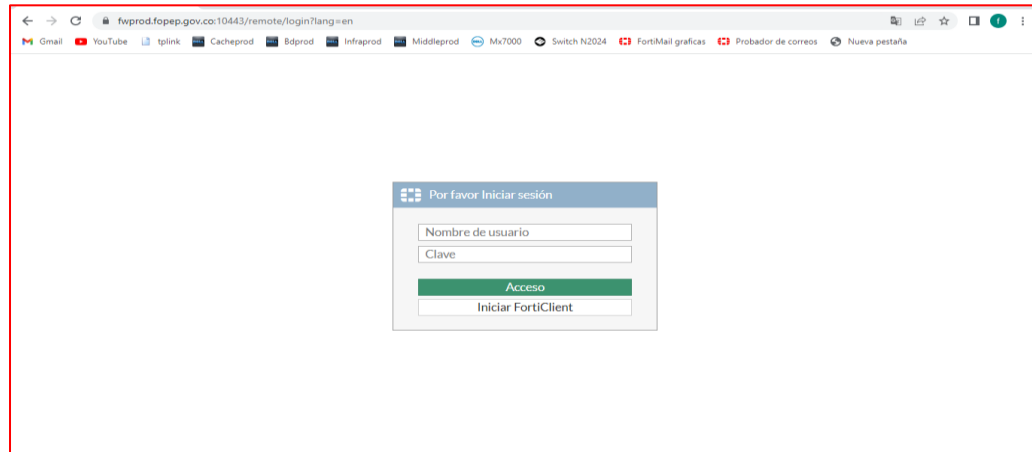 fwprod.fopep.gov.co:10443/remote/login?lang=en
Gmail YouTube tplink Cacheprod Bdprod Infraprod Middleprod Mx7000 Switch N2024 FortiMail graficas Probador de correos Nueva pestaña
Por favor Iniciar sesión
Nombre de usuario
Clave
Acceso
Iniciar FortiClient